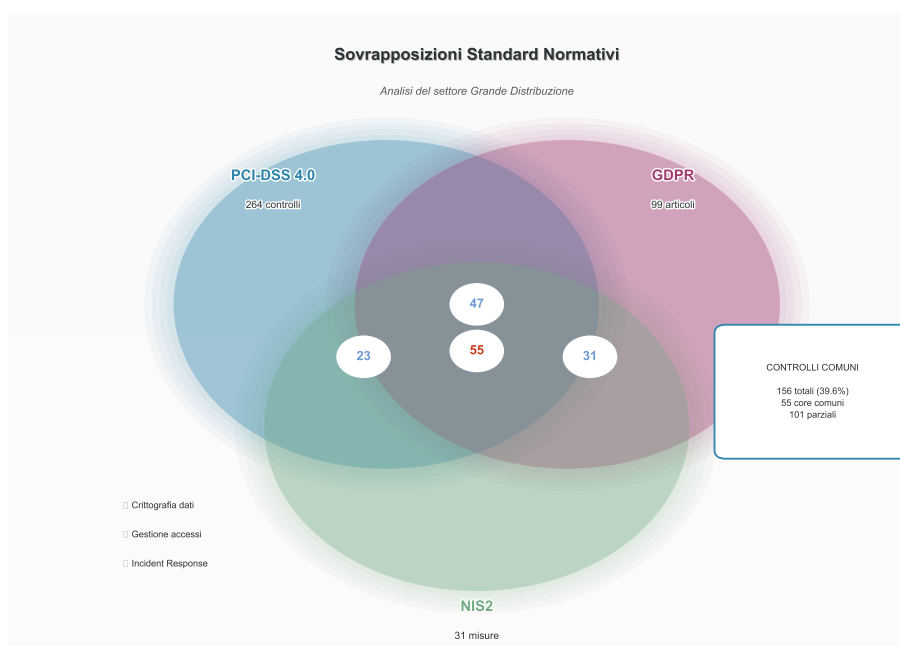 Sovrapposizioni Standard Normativi
Analisi del settore Grande Distribuzione
PCI-DSS 4.0
264 controlli
GDPR
99 articoli
47
23
55
31
CONTROLLI COMUNI
156 totali (39.6%)
55 core comuni
101 parziali
Crittografia dati
Gestione accessi
Incident Response
NIS2
31 misure